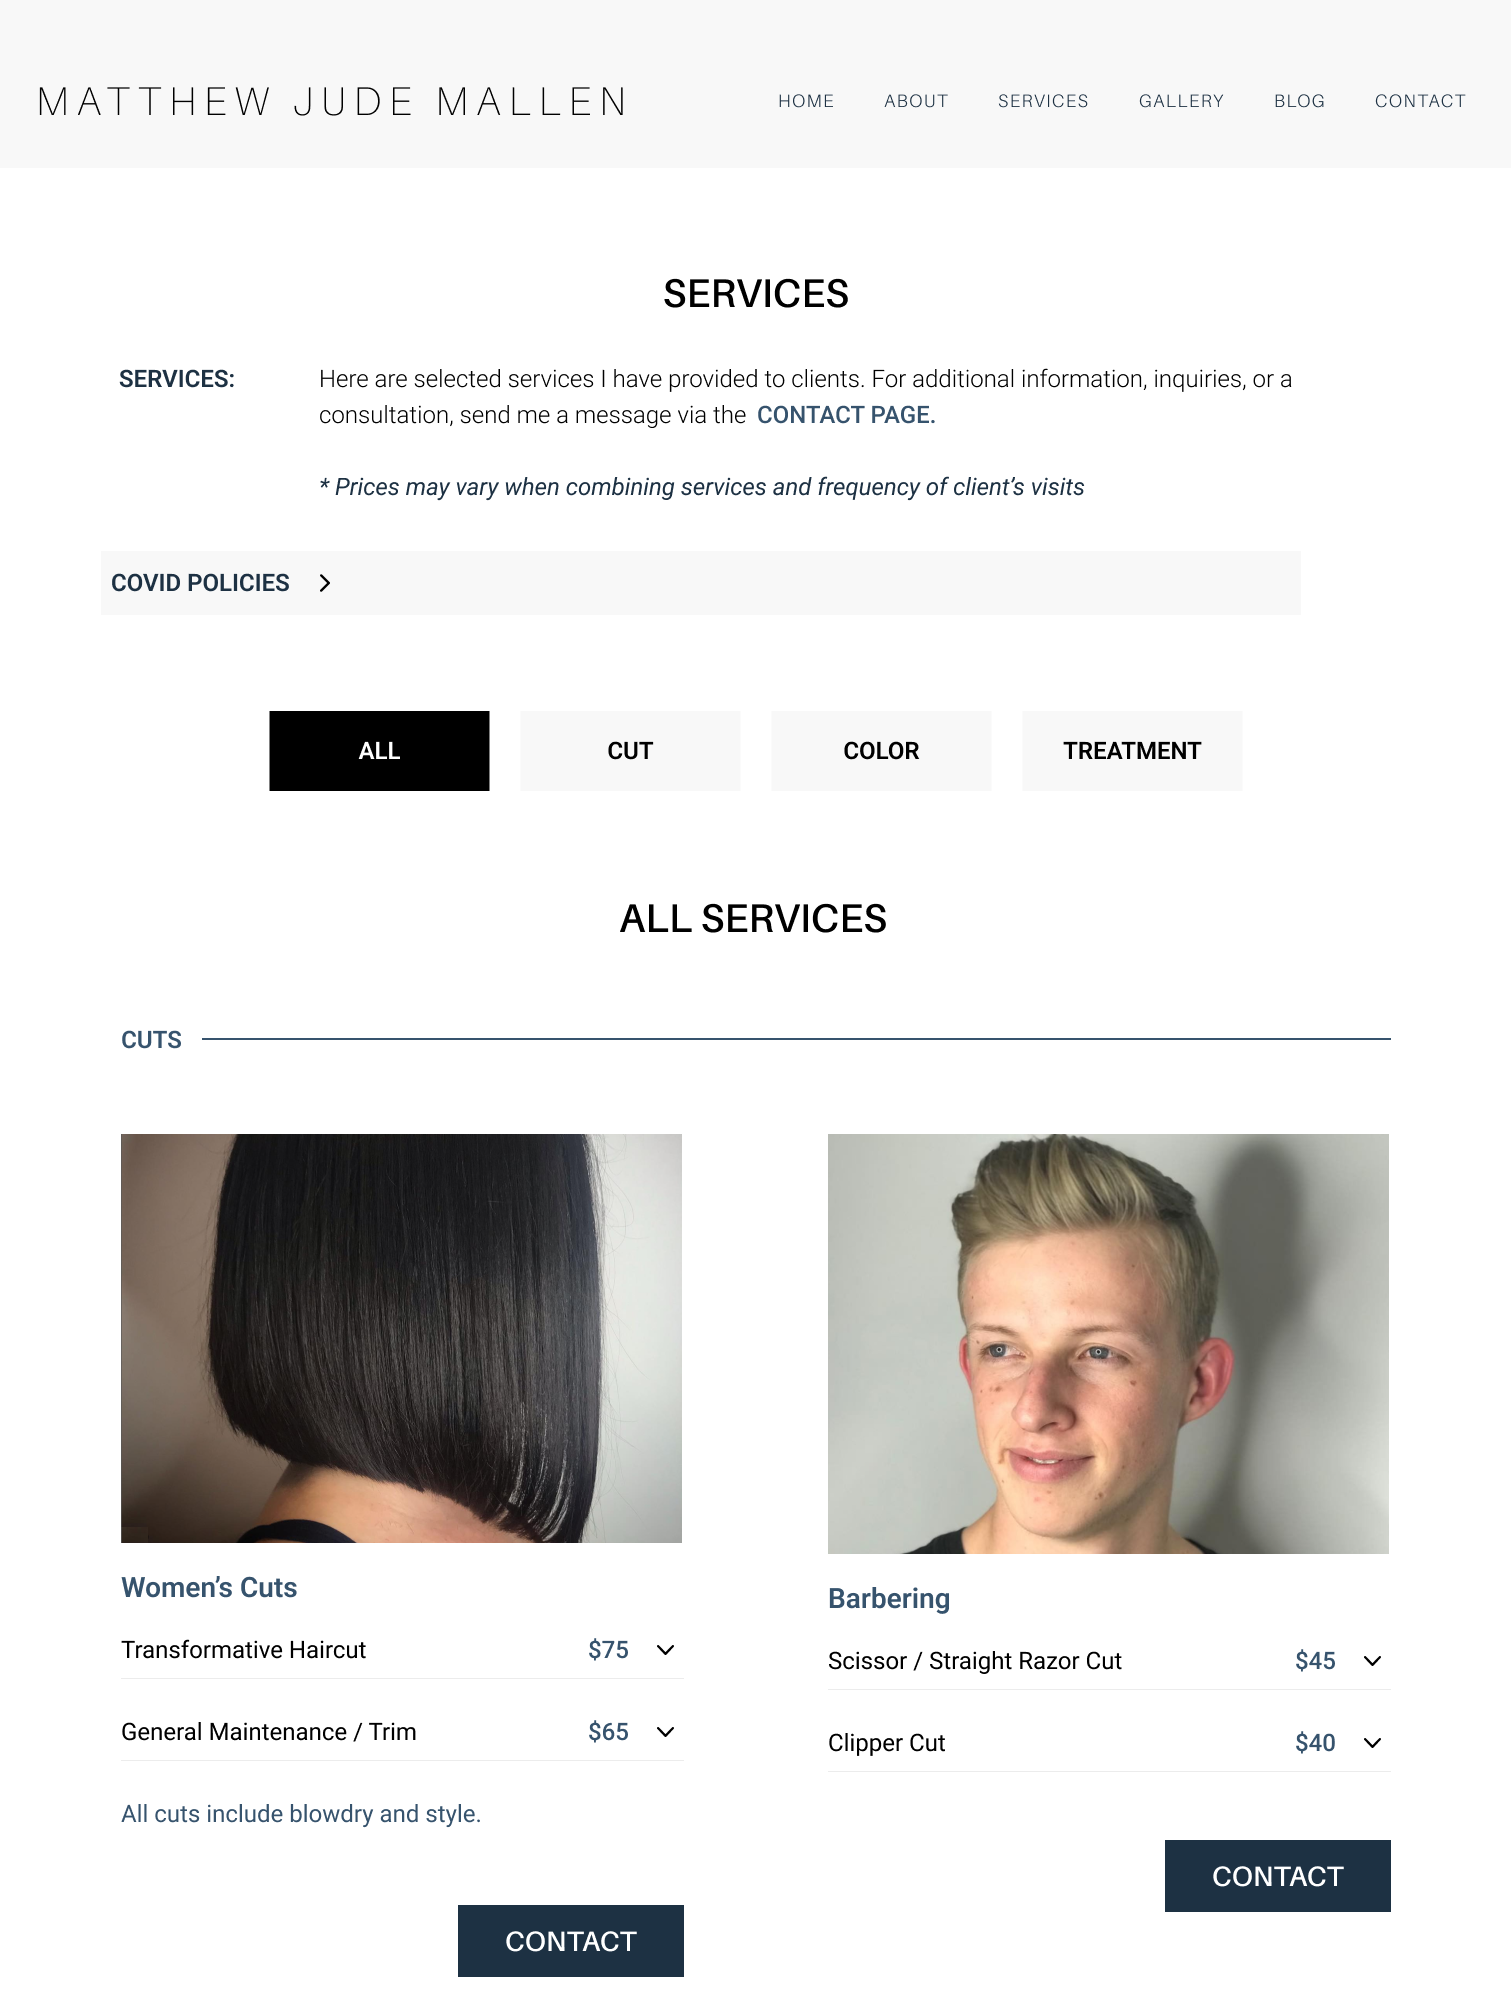 MATTHEW JUDE MALLEN
HOME ABOUT SERVICES GALLERY BLOG CONTACT
SERVICES
SERVICES:
Here are selected services I have provided to clients. For additional information, inquiries, or a
consultation, send me a message via the CONTACT PAGE.
* Prices may vary when combining services and frequency of client’s visits
COVID POLICIES
ALL
CUT
COLOR
TREATMENT
ALL SERVICES
CUTS
Women’s Cuts
Transformative Haircut $75
General Maintenance / Trim $65
All cuts include blowdry and style.
CONTACT
Barbering
Scissor / Straight Razor Cut $45
Clipper Cut $40
CONTACT